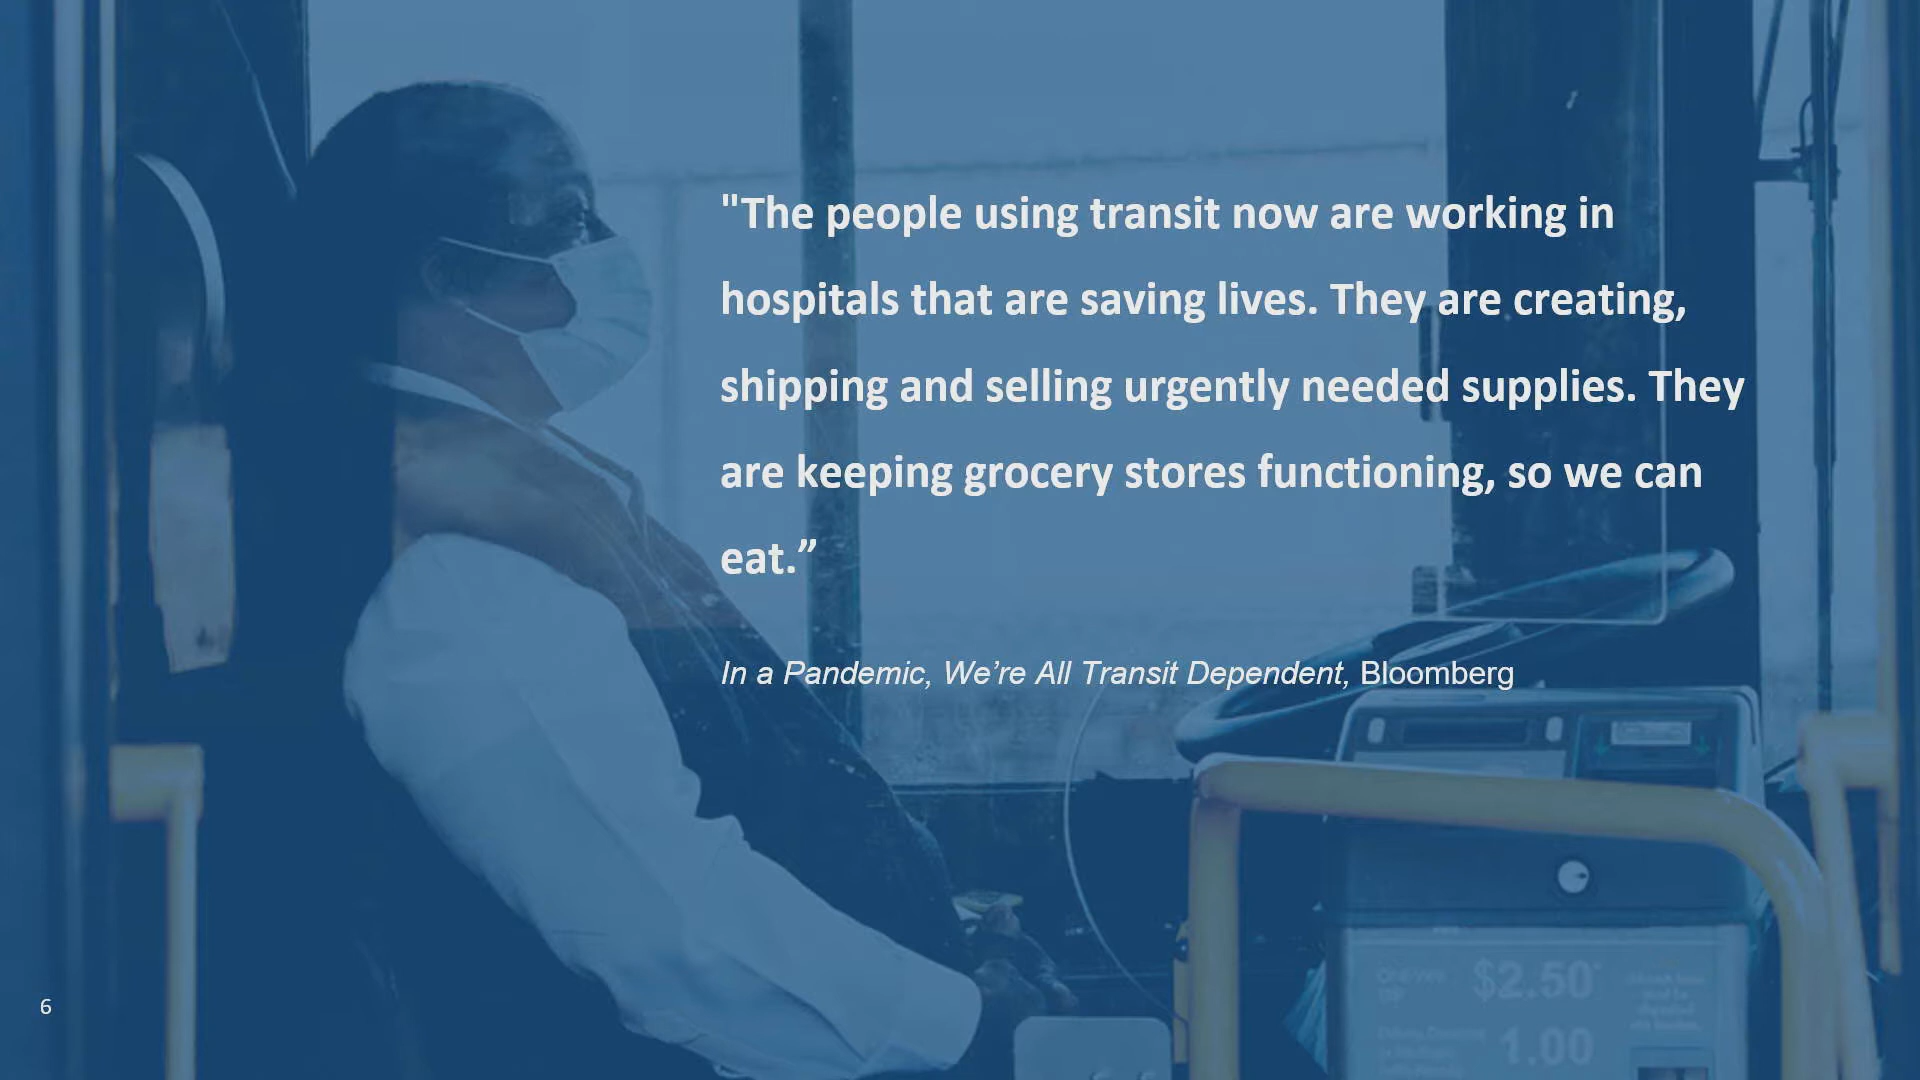 "The people using transit now are working in
hospitals that are saving lives. They are creating,
shipping and selling urgently needed supplies. They
are keeping grocery stores functioning, so we can
eat.”
In a Pandemic, We’re All Transit Dependent, Bloomberg
6
$2.50
1.00